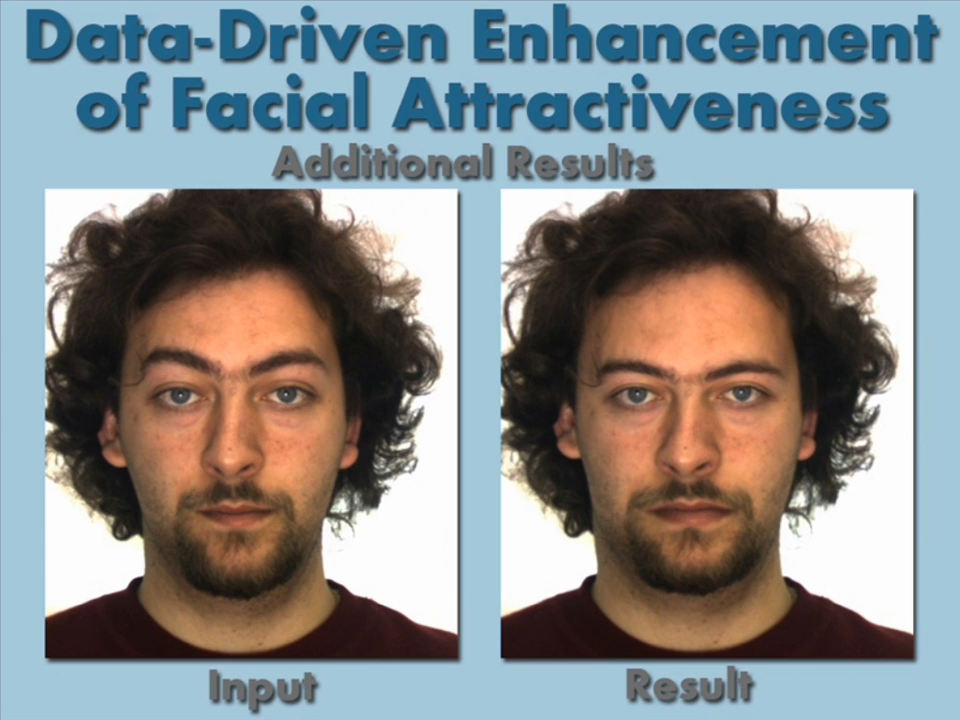 Data-Driven Enhancement
of Facial Attractiveness
Additional Results
Input
Result